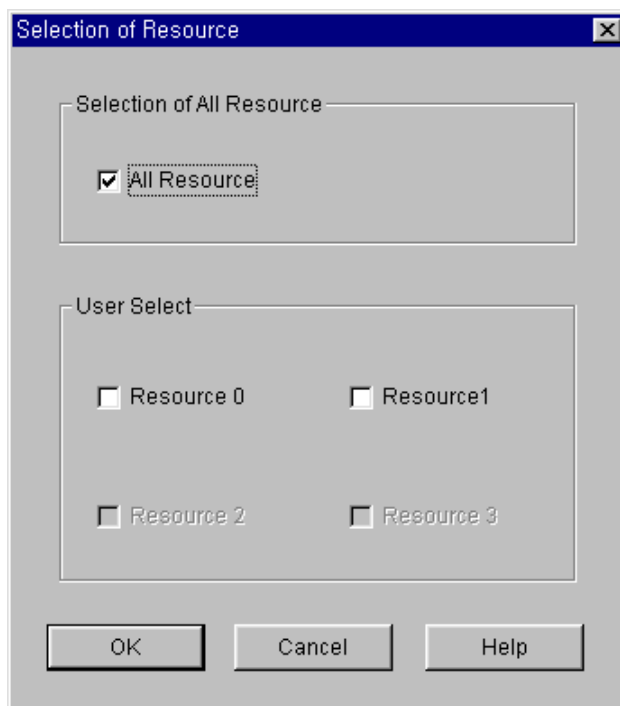 Selection of Resource
Selection of All Resource
All Resource
User Select
Resource 0
Resource1
Resource 2
Resource 3
OK
Cancel
Help